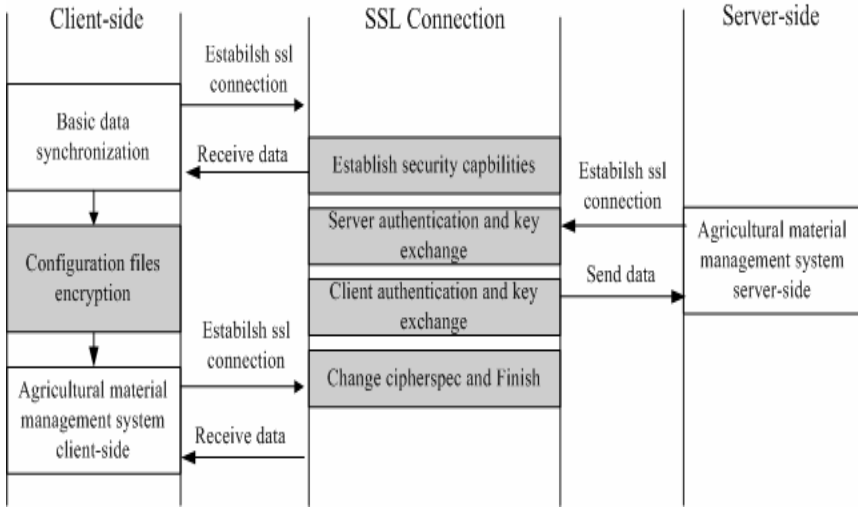 Client-side
SSL Connection
Server-side
Estabilsh ssl
connection
Basic data
synchronization
Receive data
Establish security capbilities
Estabilsh ssl
connection
Server authentication and key
exchange
Agricultural material
management system
server-side
Configuration files
encryption
Client authentication and key
exchange
Send data
Estabilsh ssl
connection
Change cipherspec and Finish
Agricultural material
management system
client-side
Receive data